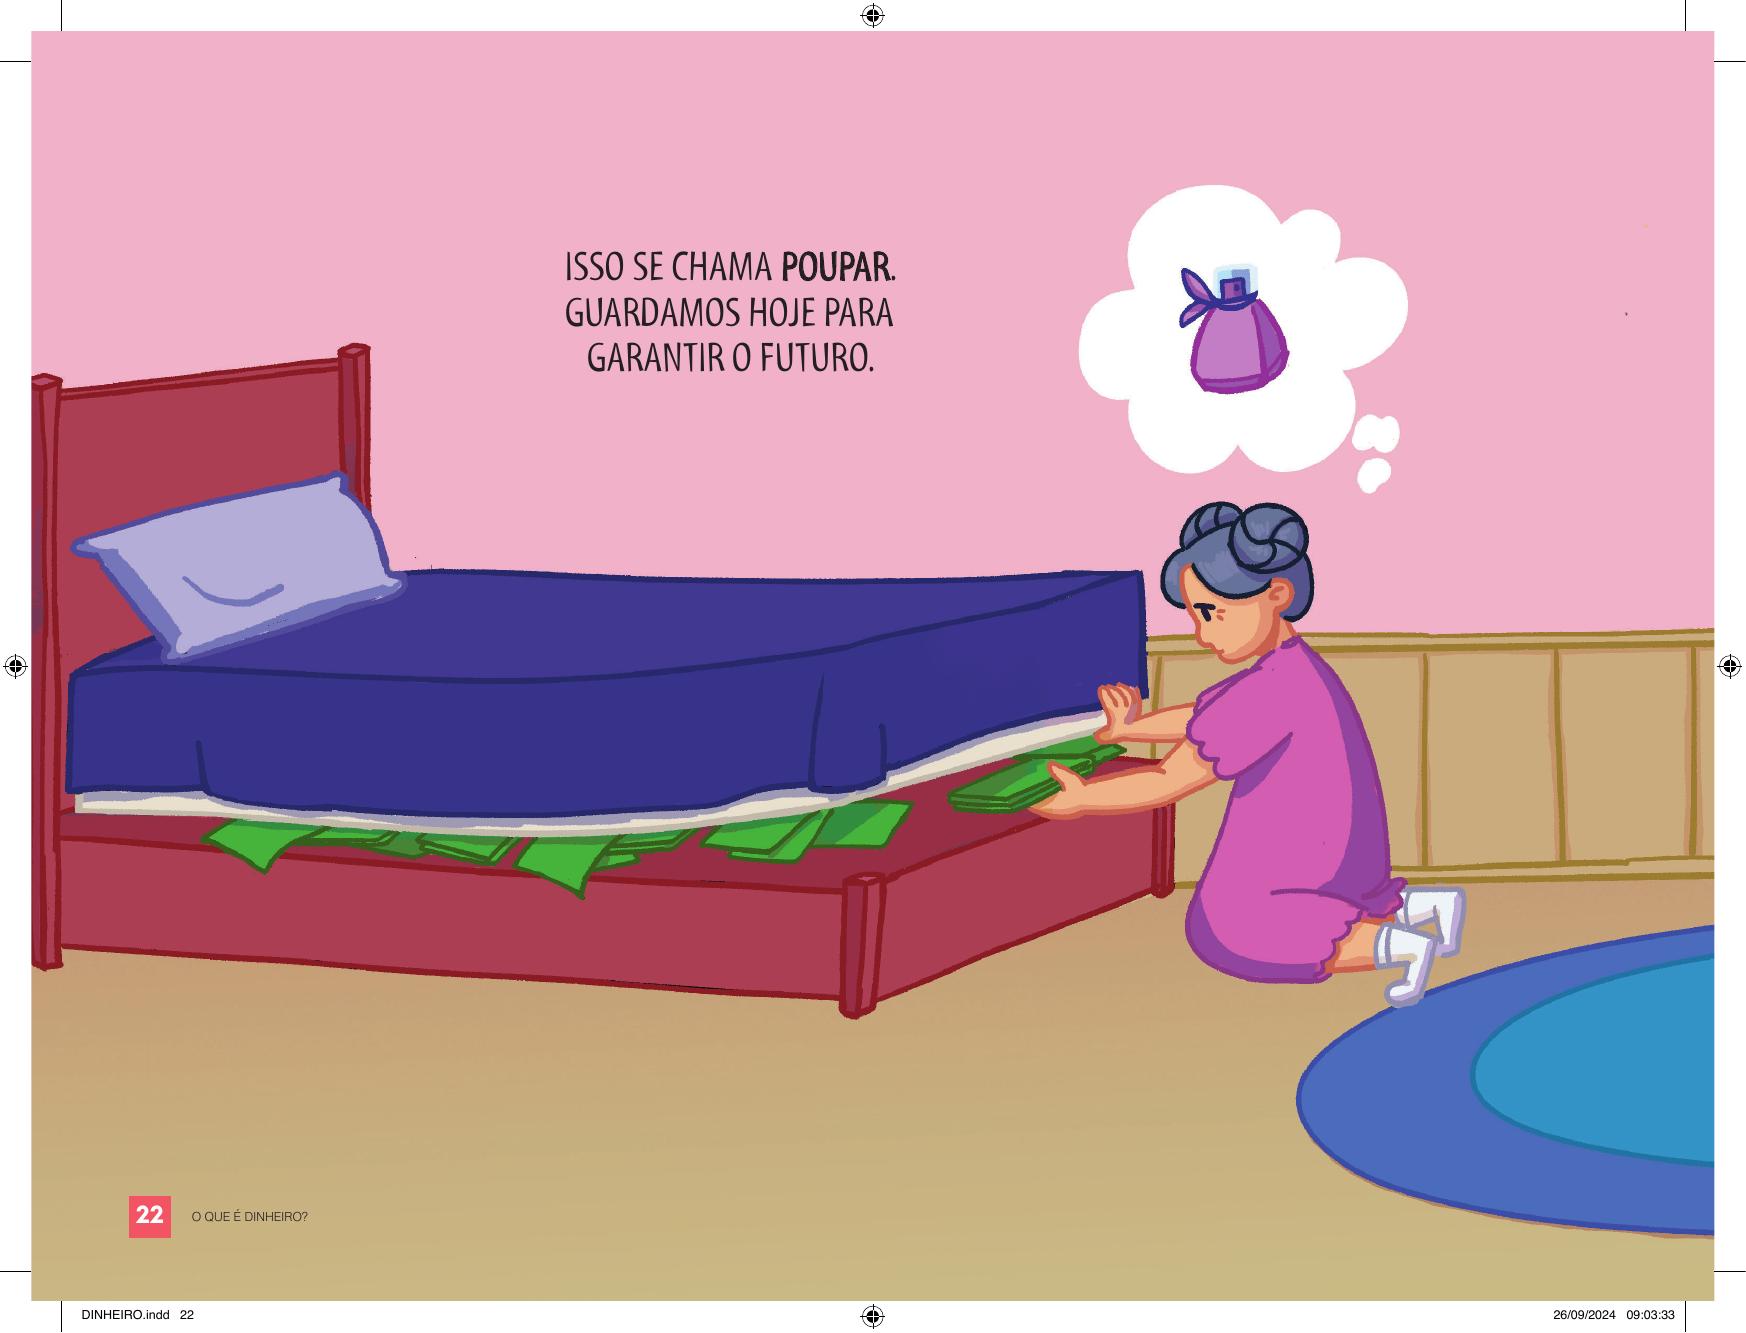 ISSO SE CHAMA POUPAR.
GUARDAMOS HOJE PARA
GARANTIR O FUTURO.
22 O QUE É DINHEIRO?
DINHEIRO.indd 22 26/09/2024 09:03:33